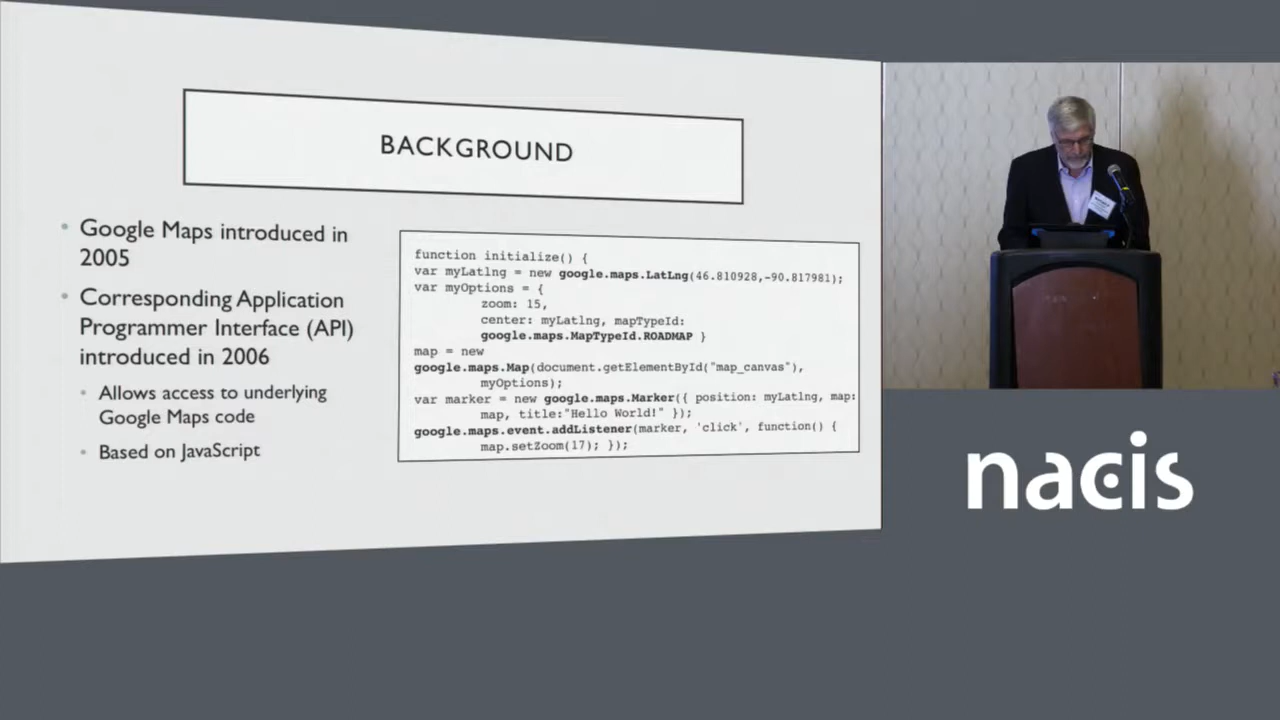 BACKGROUND
• Google Maps introduced in
2005
• Corresponding Application
Programmer Interface (API)
introduced in 2006
• Allows access to underlying
Google Maps code
• Based on JavaScript
function initialize() {
var myLatlng = new google.maps.LatLng(46.810928,-90.817981);
var myOptions = {
zoom: 15,
center: myLatlng, mapTypeId:
google.maps.MapTypeId.ROADMAP }
map = new
google.maps.Map(document.getElementById("map_canvas"),
myOptions);
var marker = new google.maps.Marker({ position: myLatlng, map:
map, title:"Hello World!" });
google.maps.event.addListener(marker, 'click', function() {
map.setZoom(17); });
nacis